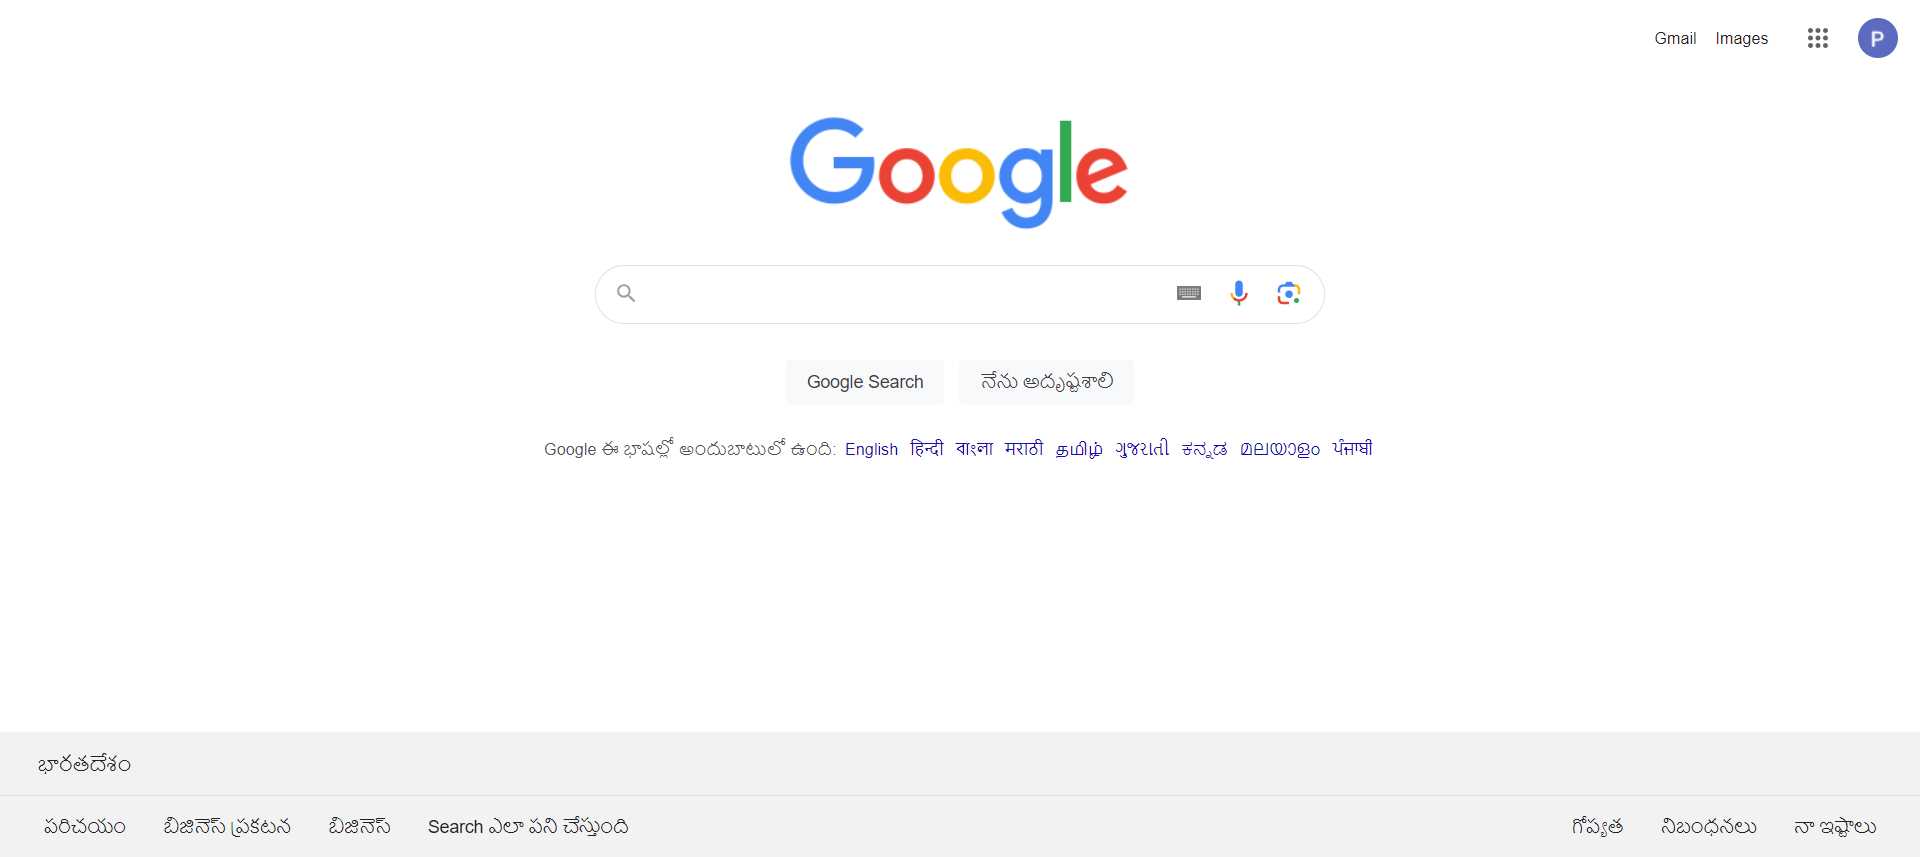 Gmail Images P
Google
Google Search నేను అదృష్టశాలి
Google ఈ భాషల్లో అందుబాటులో ఉంది: English हिन्दी বাংলা मराठी தமிழ் ગુજરાતી ಕನ್ನಡ മലയാളം ਪੰਜਾਬੀ
భారతదేశం
పరిచయం బిజినెస్ ప్రకటన బిజినెస్ Search ఎలా పని చేస్తుంది గోప్యత నిబంధనలు నా ఇష్టాలు